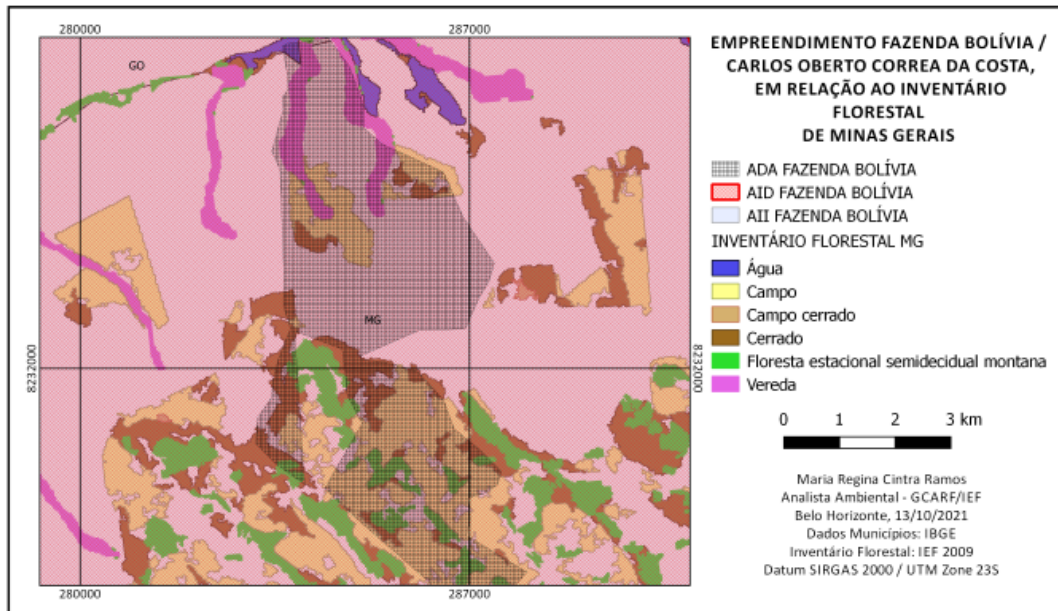 280000
287000
GO
MG
8232000
8232000
280000
287000
EMPREENDIMENTO FAZENDA BOLÍVIA /
CARLOS OBERTO CORREA DA COSTA,
EM RELAÇÃO AO INVENTÁRIO
FLORESTAL
DE MINAS GERAIS
ADA FAZENDA BOLÍVIA
AID FAZENDA BOLÍVIA
AII FAZENDA BOLÍVIA
INVENTÁRIO FLORESTAL MG
Água
Campo
Campo cerrado
Cerrado
Floresta estacional semidecidual montana
Vereda
0 1 2 3 km
Maria Regina Cintra Ramos
Analista Ambiental - GCARF/IEF
Belo Horizonte, 13/10/2021
Dados Municípios: IBGE
Inventário Florestal: IEF 2009
Datum SIRGAS 2000 / UTM Zone 23S